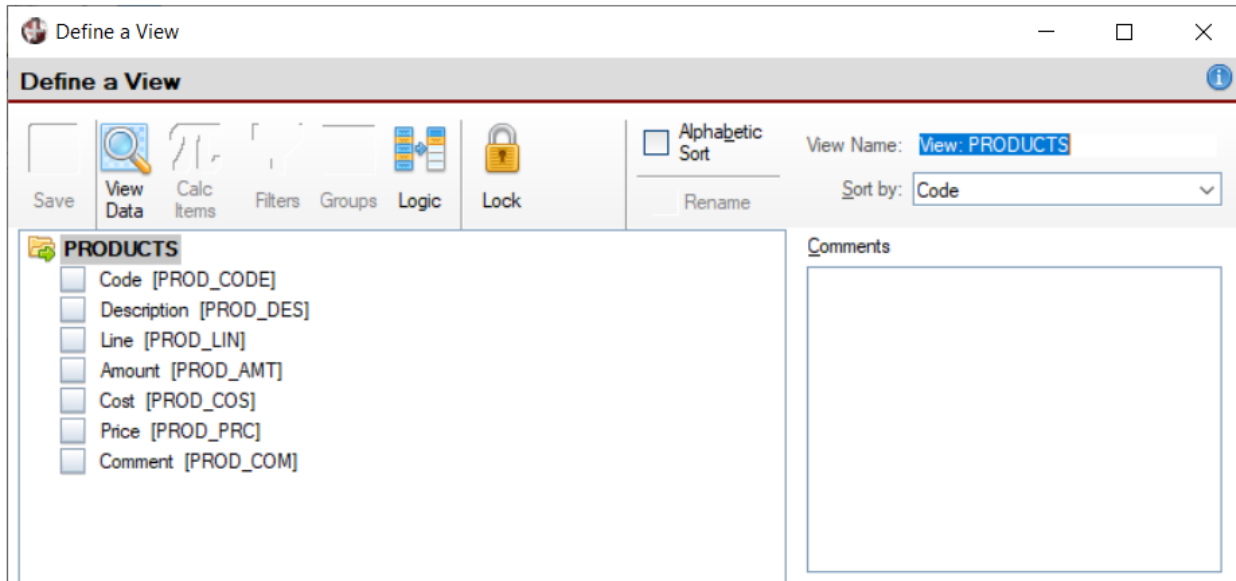 Define a View
Define a View
Save
View
Data
Calc
Items
Filters
Groups
Logic
Lock
Alphabetic
Sort
Rename
View Name: View: PRODUCTS
Sort by: Code
PRODUCTS
Code [PROD_CODE]
Description [PROD_DES]
Line [PROD_LIN]
Amount [PROD_AMT]
Cost [PROD_COS]
Price [PROD_PRC]
Comment [PROD_COM]
Comments